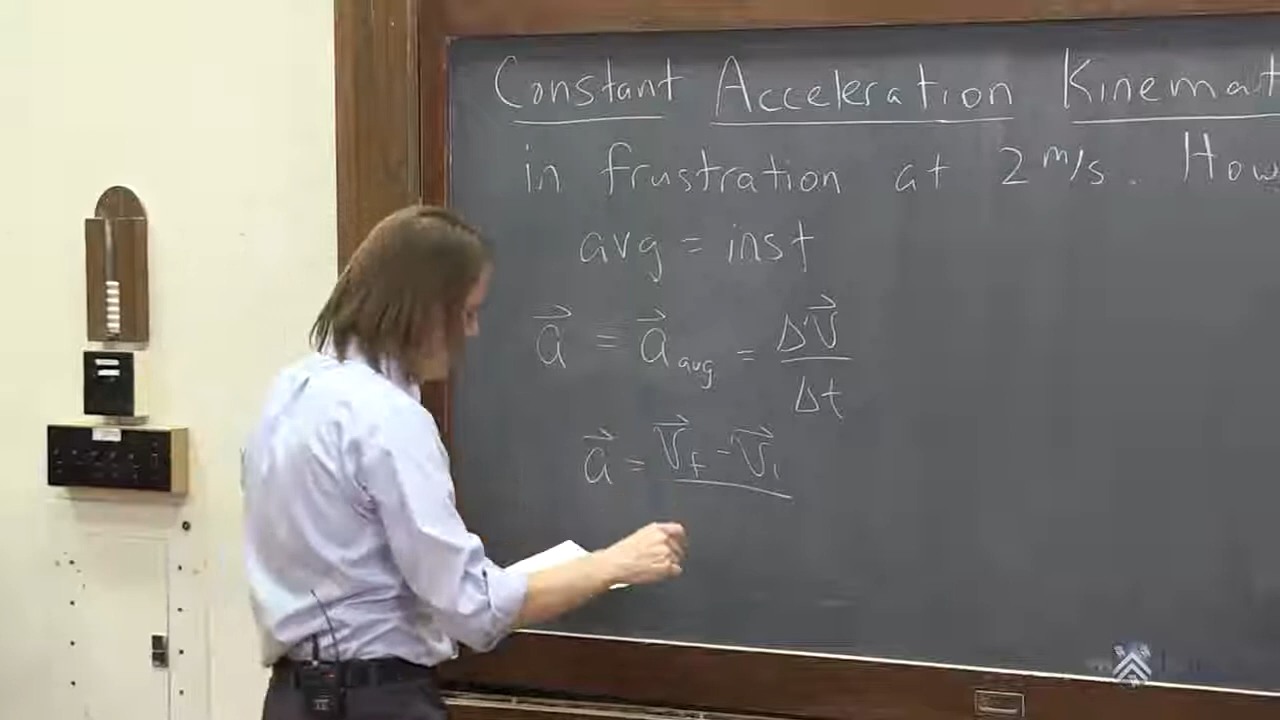 Constant Acceleration Kinemat
in frustration at 2 m/s. How
avg = inst
a⃗ = a⃗avg = Δv⃗/Δt
a⃗ = v⃗f - v⃗i